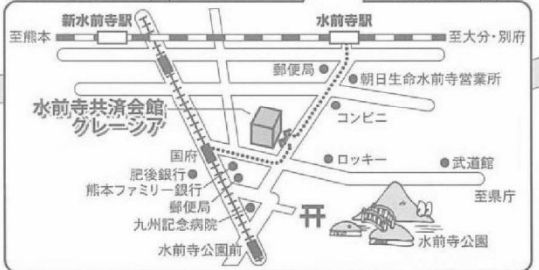 新水前寺駅
水前寺駅
至熊本
至大分・別府
郵便局
朝日生命水前寺営業所
水前寺共済会館
グレーシア
コンビニ
国府
肥後銀行
熊本ファミリー銀行
郵便局
九州記念病院
水前寺公園前
ロッキー
武道館
至県庁
水前寺公園